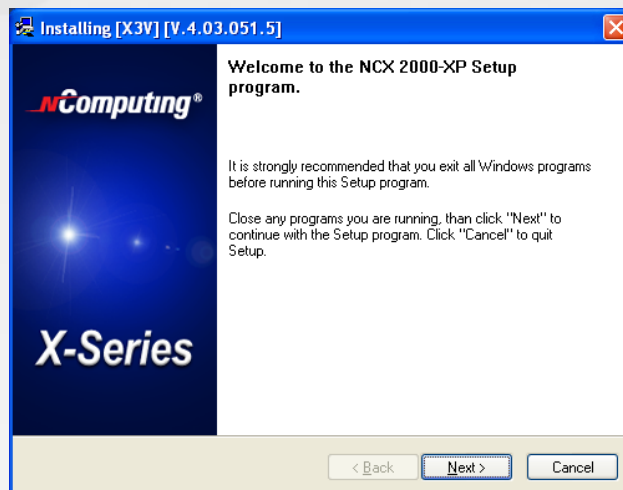 Installing [X3V] [V.4.03.051.5]
NComputing®
Welcome to the NCX 2000-XP Setup
program.
It is strongly recommended that you exit all Windows programs
before running this Setup program.
Close any programs you are running, than click "Next" to
continue with the Setup program. Click "Cancel" to quit
Setup.
X-Series
< Back
Next >
Cancel